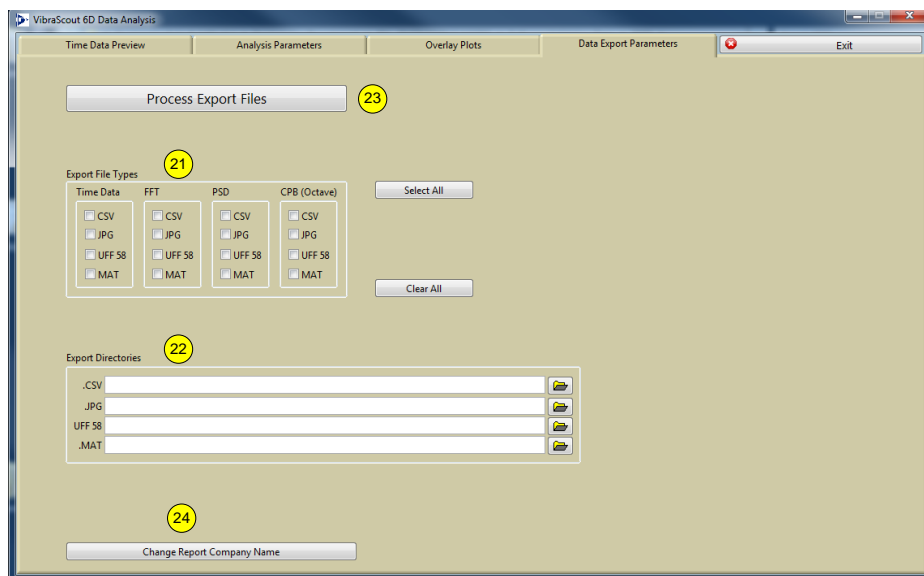 VibraScout 6D Data Analysis
Time Data Preview Analysis Parameters Overlay Plots Data Export Parameters Exit
Process Export Files 23
21
Export File Types
Time Data FFT PSD CPB (Octave) Select All
CSV CSV CSV CSV
JPG JPG JPG JPG
UFF 58 UFF 58 UFF 58 UFF 58
MAT MAT MAT MAT
Clear All
22
Export Directories
.CSV
.JPG
UFF 58
.MAT
24
Change Report Company Name